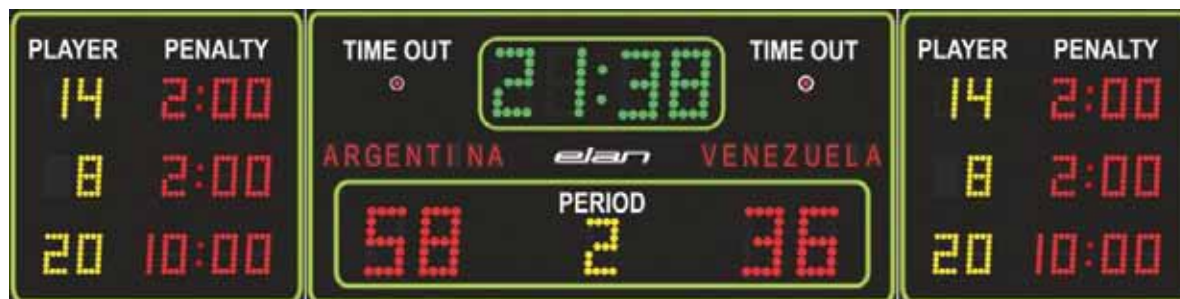 PLAYER PENALTY
14 2:00
8 2:00
20 10:00
TIME OUT 21:38 TIME OUT
ARGENTINA elan VENEZUELA
PERIOD
58 2 36
PLAYER PENALTY
14 2:00
8 2:00
20 10:00